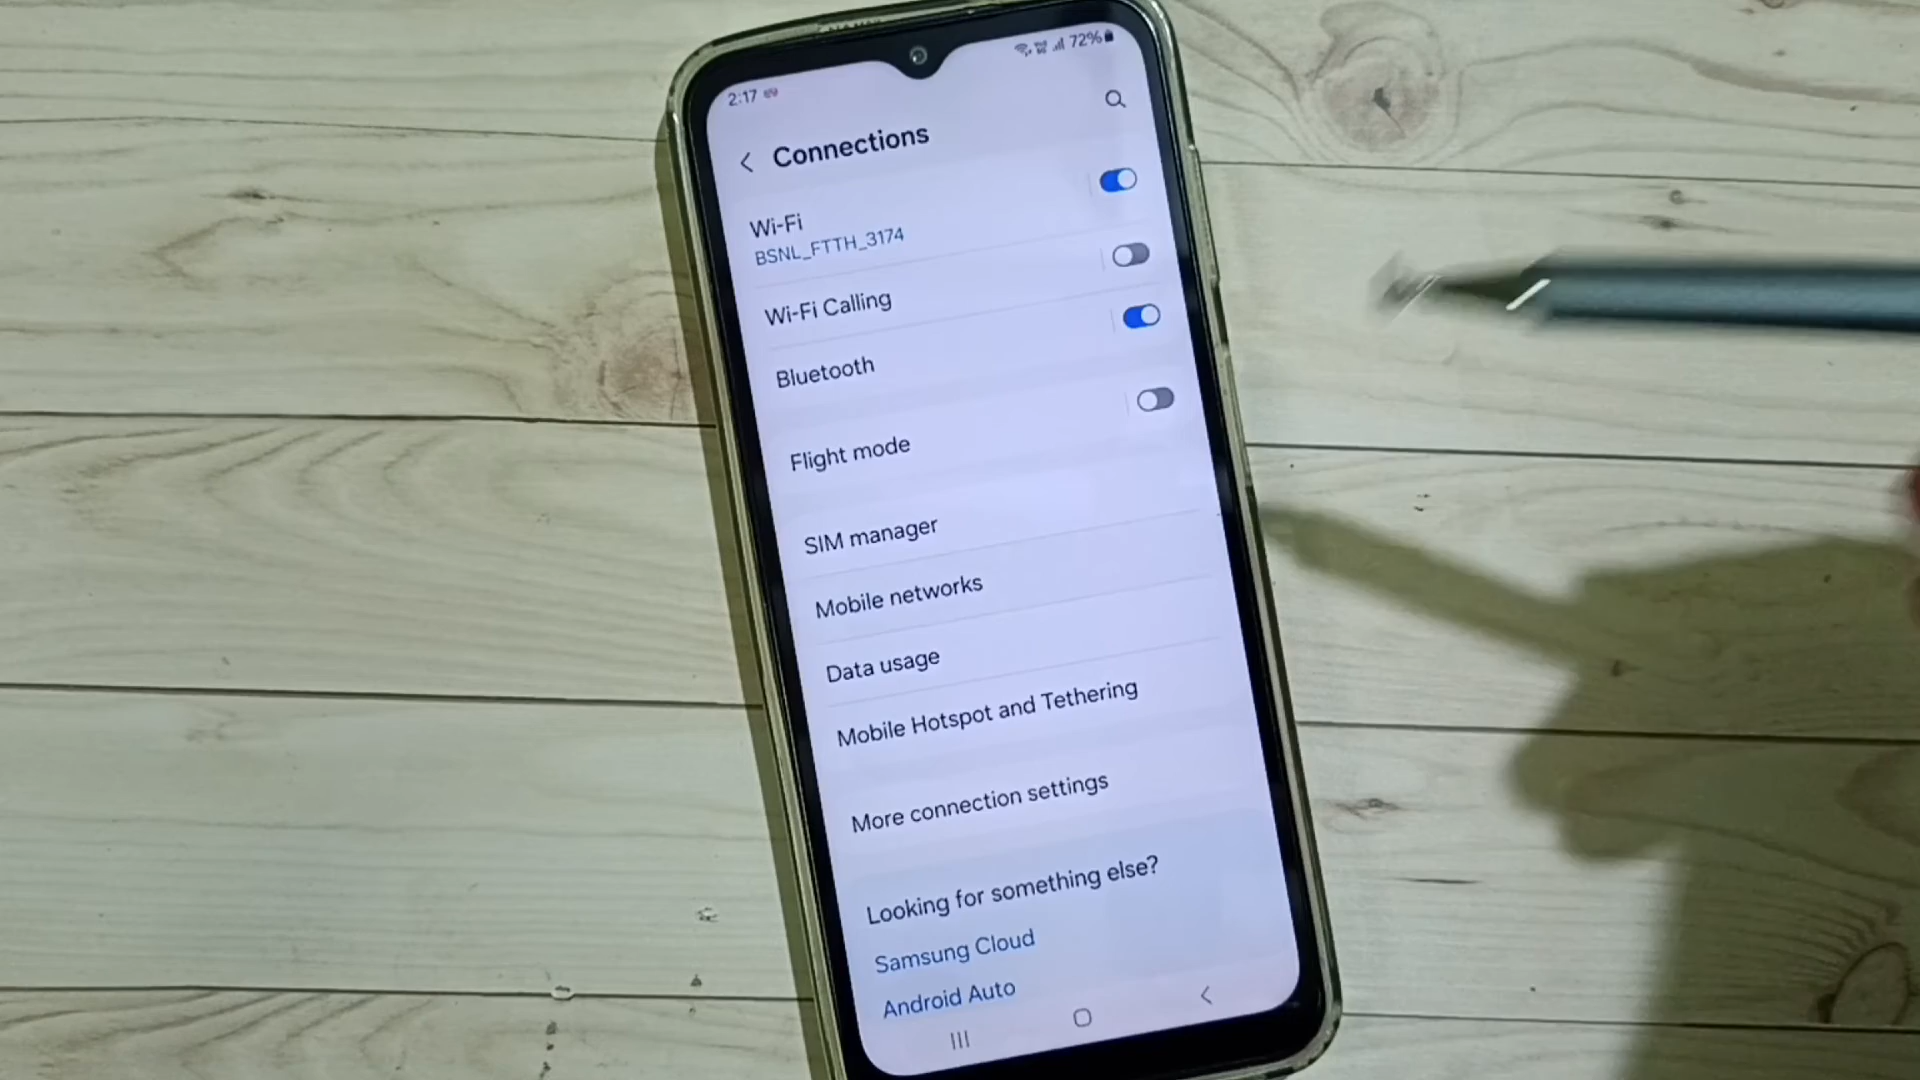 2:17
72%
Connections
Wi-Fi
BSNL_FTTH_3174
Wi-Fi Calling
Bluetooth
Flight mode
SIM manager
Mobile networks
Data usage
Mobile Hotspot and Tethering
More connection settings
Looking for something else?
Samsung Cloud
Android Auto